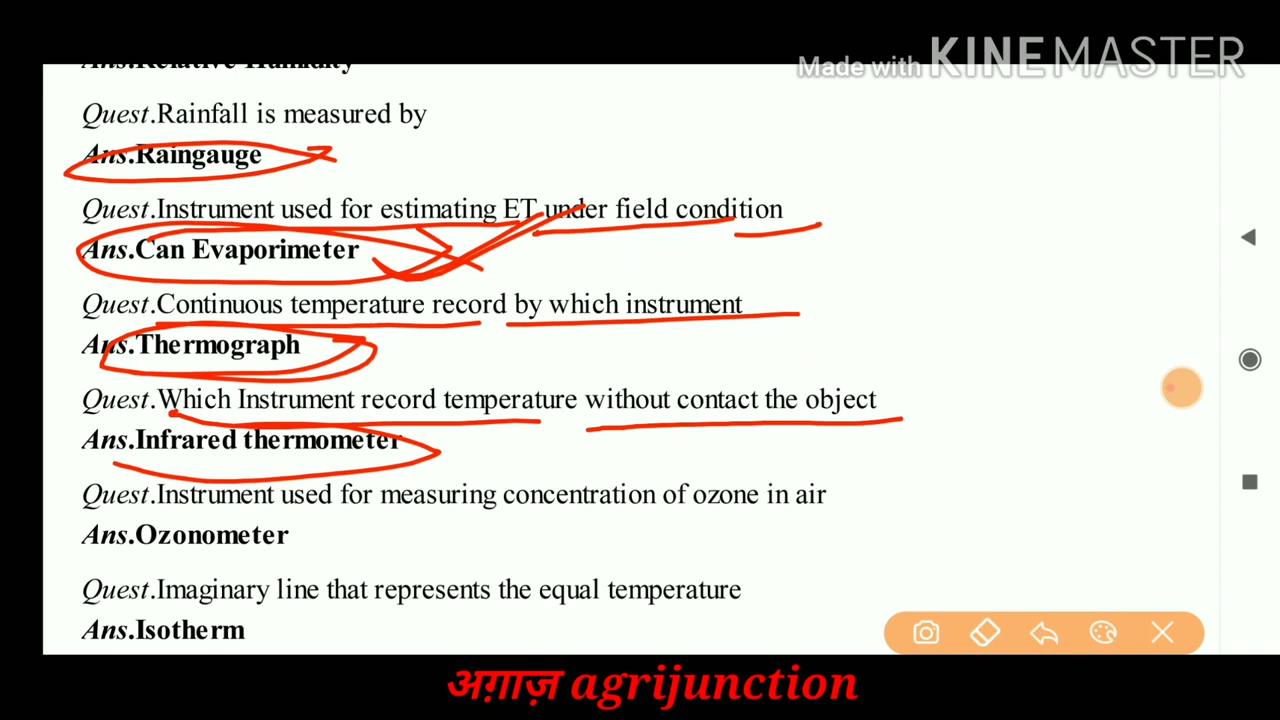 Made with KINEMASTER
Ans.Relative Humidity
Quest.Rainfall is measured by
Ans.Raingauge
Quest.Instrument used for estimating ET under field condition
Ans.Can Evaporimeter
Quest.Continuous temperature record by which instrument
Ans.Thermograph
Quest.Which Instrument record temperature without contact the object
Ans.Infrared thermometer
Quest.Instrument used for measuring concentration of ozone in air
Ans.Ozonometer
Quest.Imaginary line that represents the equal temperature
Ans.Isotherm
अग़ाज़ agrijunction